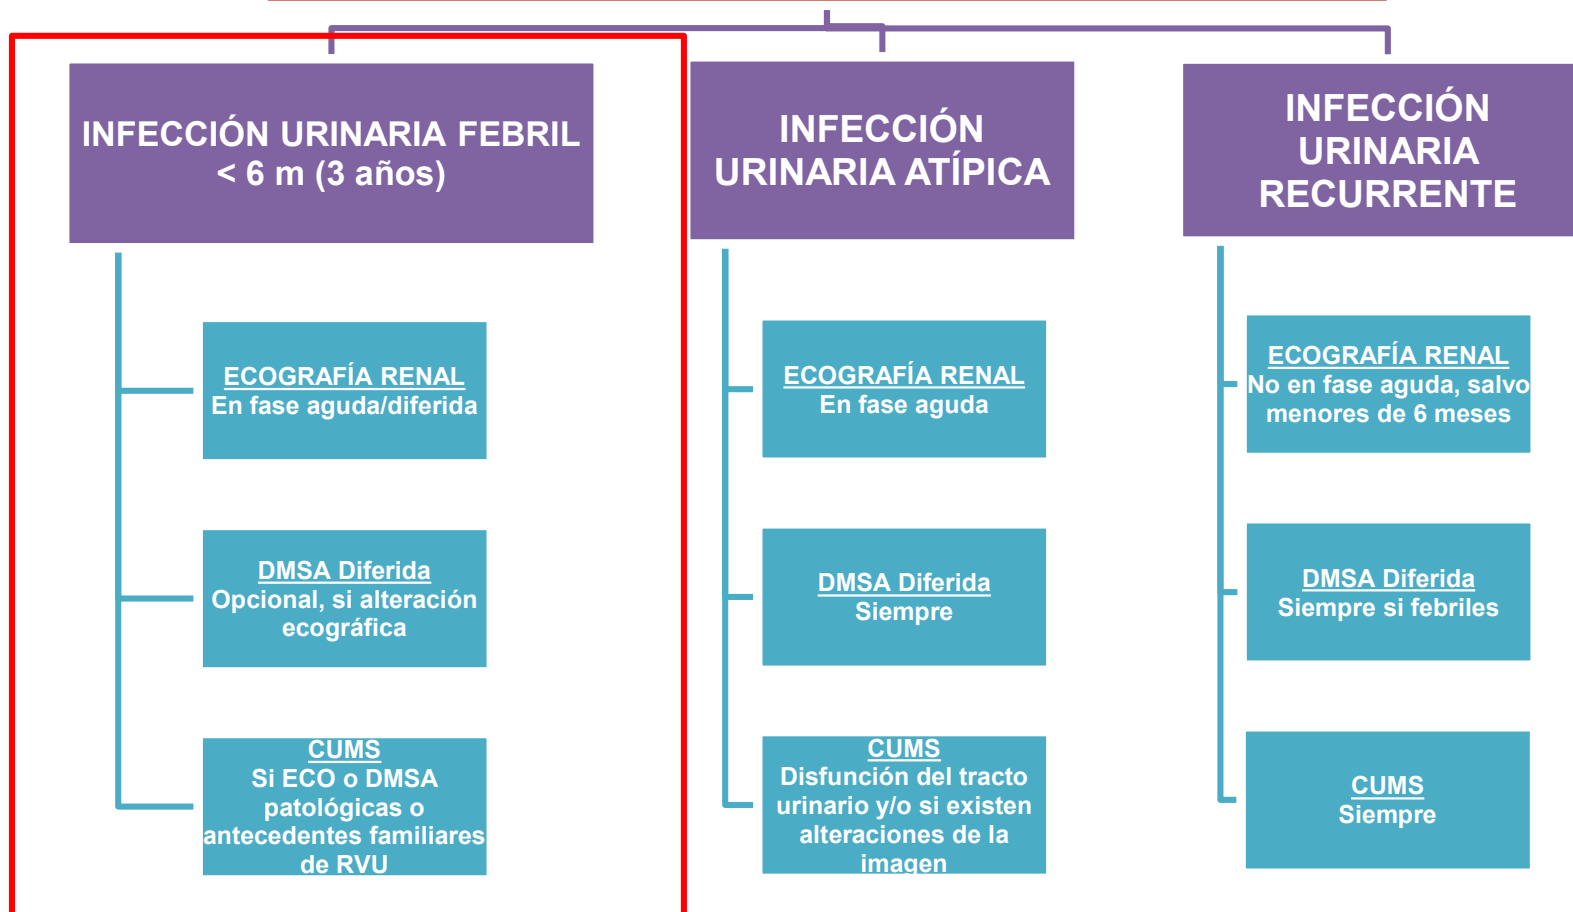 INFECCIÓN URINARIA FEBRIL
< 6 m (3 años)
ECOGRAFÍA RENAL
En fase aguda/diferida
DMSA Diferida
Opcional, si alteración
ecográfica
CUMS
Si ECO o DMSA
patológicas o
antecedentes familiares
de RVU
INFECCIÓN
URINARIA ATÍPICA
ECOGRAFÍA RENAL
En fase aguda
DMSA Diferida
Siempre
CUMS
Disfunción del tracto
urinario y/o si existen
alteraciones de la
imagen
INFECCIÓN
URINARIA
RECURRENTE
ECOGRAFÍA RENAL
No en fase aguda, salvo
menores de 6 meses
DMSA Diferida
Siempre si febriles
CUMS
Siempre